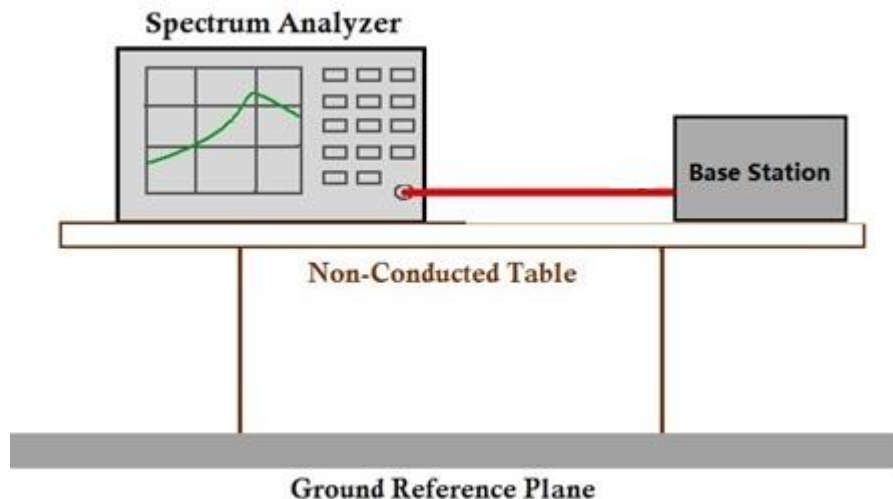 Spectrum Analyzer
Base Station
Non-Conducted Table
Ground Reference Plane